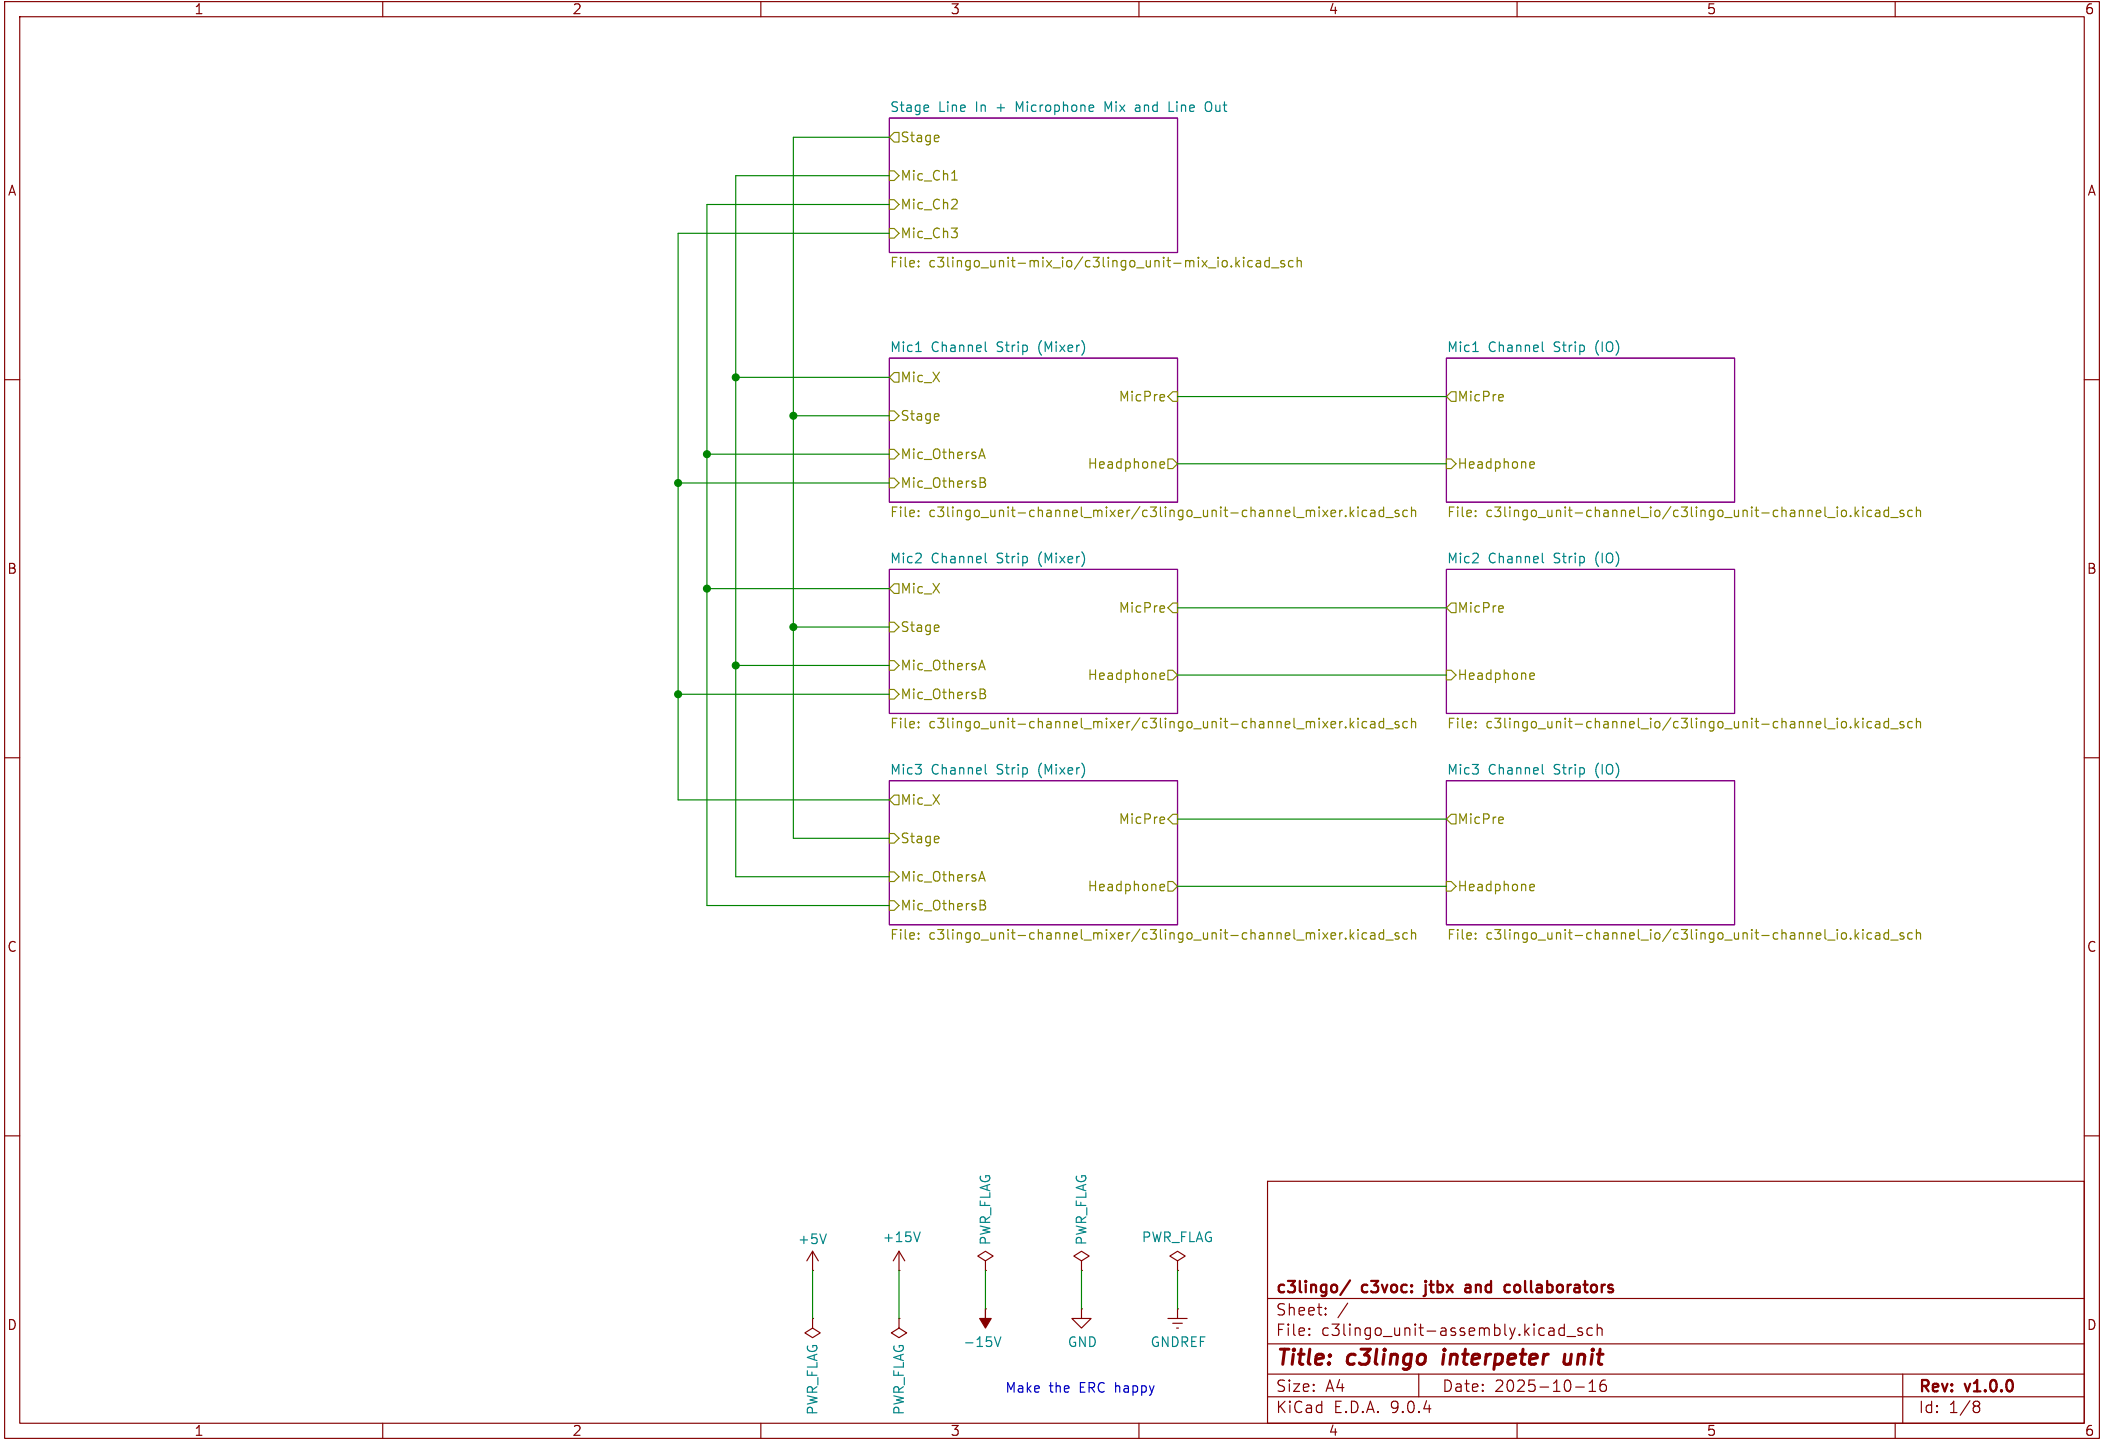 1 2 3 4 5 6
Stage Line In + Microphone Mix and Line Out
Stage
Mic_Ch1
A A
Mic_Ch2
Mic_Ch3
File: c3lingo_unit-mix_io/c3lingo_unit-mix_io.kicad_sch
Mic1 Channel Strip (Mixer)
Mic_X
MicPre
Stage
Mic_OthersA
Headphone
Mic_OthersB
File: c3lingo_unit-channel_mixer/c3lingo_unit-channel_mixer.kicad_sch
Mic1 Channel Strip (IO)
MicPre
Headphone
File: c3lingo_unit-channel_io/c3lingo_unit-channel_io.kicad_sch
B B
Mic2 Channel Strip (Mixer)
Mic_X
MicPre
Stage
Mic_OthersA
Headphone
Mic_OthersB
File: c3lingo_unit-channel_mixer/c3lingo_unit-channel_mixer.kicad_sch
Mic2 Channel Strip (IO)
MicPre
Headphone
File: c3lingo_unit-channel_io/c3lingo_unit-channel_io.kicad_sch
Mic3 Channel Strip (Mixer)
Mic_X
MicPre
Stage
Mic_OthersA
Headphone
Mic_OthersB
File: c3lingo_unit-channel_mixer/c3lingo_unit-channel_mixer.kicad_sch
Mic3 Channel Strip (IO)
MicPre
Headphone
File: c3lingo_unit-channel_io/c3lingo_unit-channel_io.kicad_sch
C C
+5V
PWR_FLAG
+15V
PWR_FLAG
PWR_FLAG
-15V
PWR_FLAG
GND
PWR_FLAG
GNDREF
Make the ERC happy
D D
c3lingo/ c3voc: jtbx and collaborators
Sheet: /
File: c3lingo_unit-assembly.kicad_sch
Title: c3lingo interpeter unit
Size: A4
Date: 2025-10-16
Rev: v1.0.0
KiCad E.D.A. 9.0.4
Id: 1/8
1 2 3 4 5 6